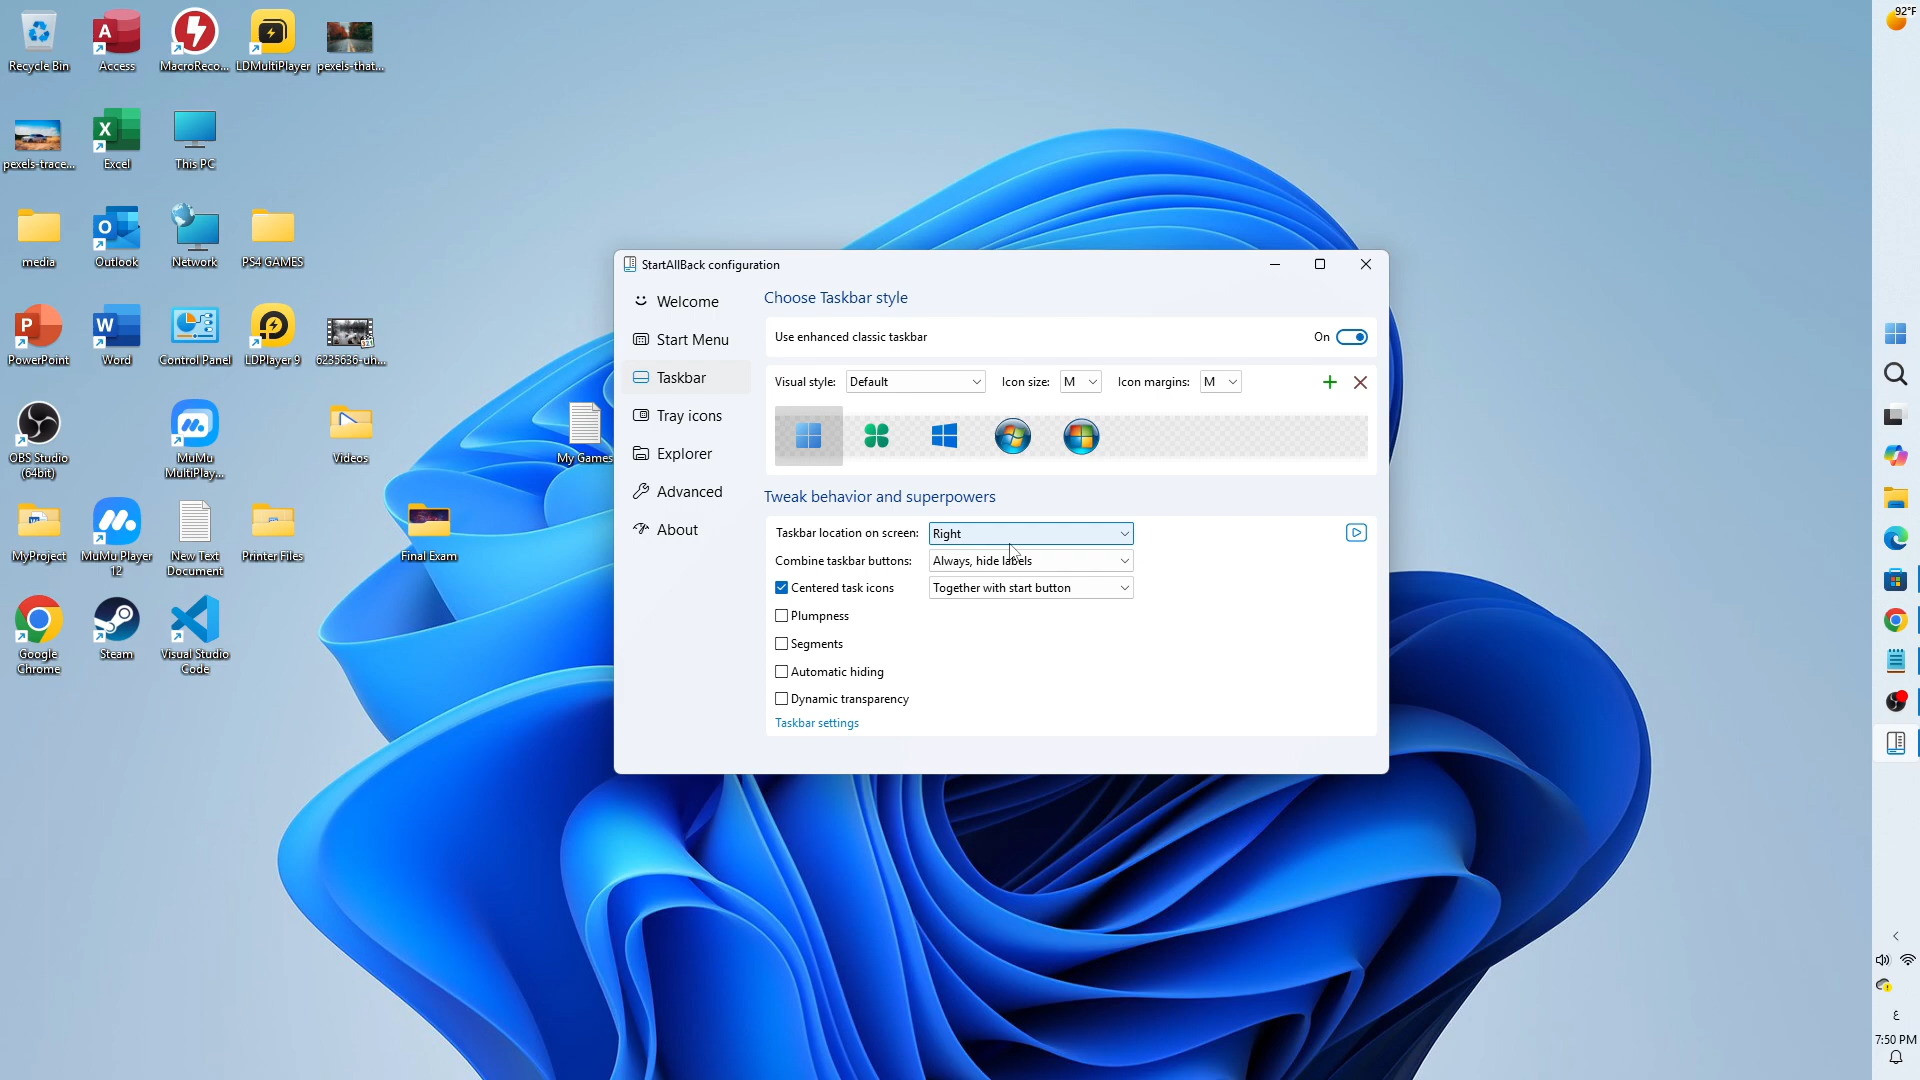 Recycle Bin
Access
MacroReco...
LDMultiPlayer
pexels-that...
pexels-trace...
Excel
This PC
media
Outlook
Network
PS4 GAMES
PowerPoint
Word
Control Panel
LDPlayer 9
6235636-uh...
OBS Studio
(64bit)
MuMu
MultiPlay...
Videos
My Games
MyProject
MuMu Player
12
New Text
Document
Printer Files
Final Exam
Google
Chrome
Steam
Visual Studio
Code
StartAllBack configuration
Welcome
Start Menu
Taskbar
Tray icons
Explorer
Advanced
About
Choose Taskbar style
Use enhanced classic taskbar
On
Visual style:
Default
Icon size:
M
Icon margins:
M
Tweak behavior and superpowers
Taskbar location on screen:
Right
Combine taskbar buttons:
Always, hide labels
Centered task icons
Together with start button
Plumpness
Segments
Automatic hiding
Dynamic transparency
Taskbar settings
92°F
ع
7:50 PM